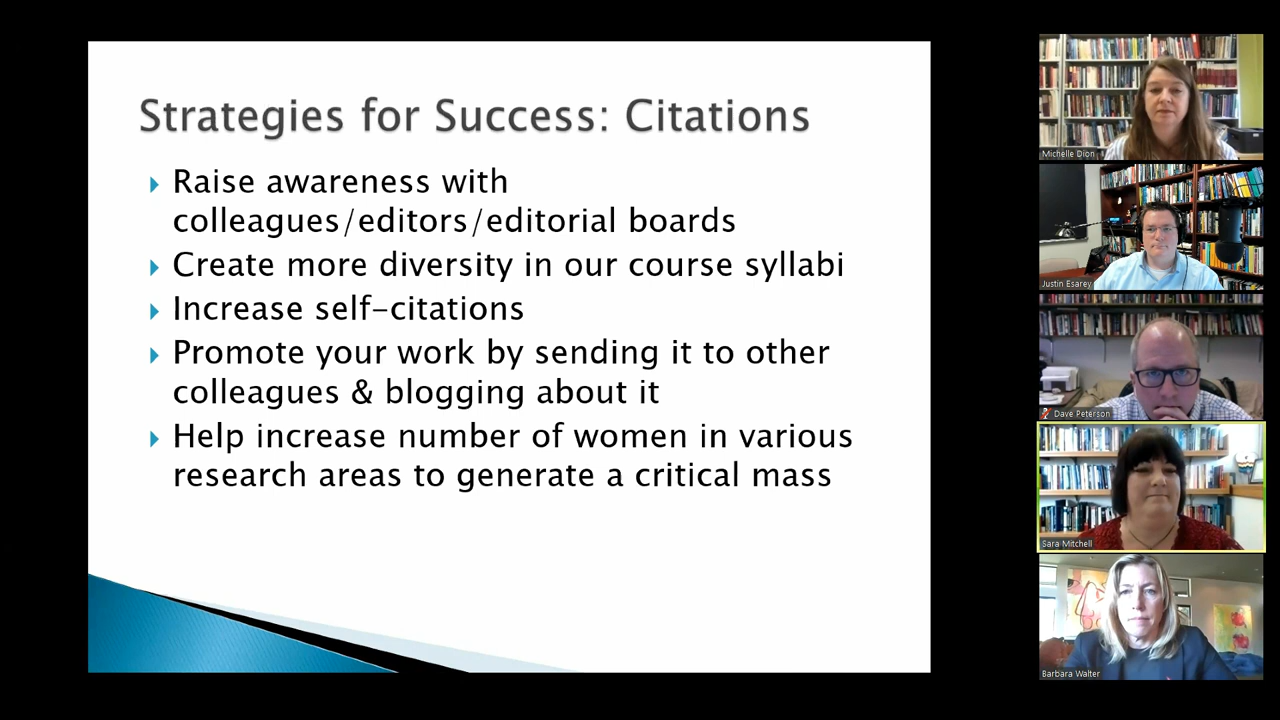 Strategies for Success: Citations
Raise awareness with
colleagues/editors/editorial boards
Create more diversity in our course syllabi
Increase self-citations
Promote your work by sending it to other
colleagues & blogging about it
Help increase number of women in various
research areas to generate a critical mass
Michelle Dion
Justin Esarey
Dave Peterson
Sara Mitchell
Barbara Walter